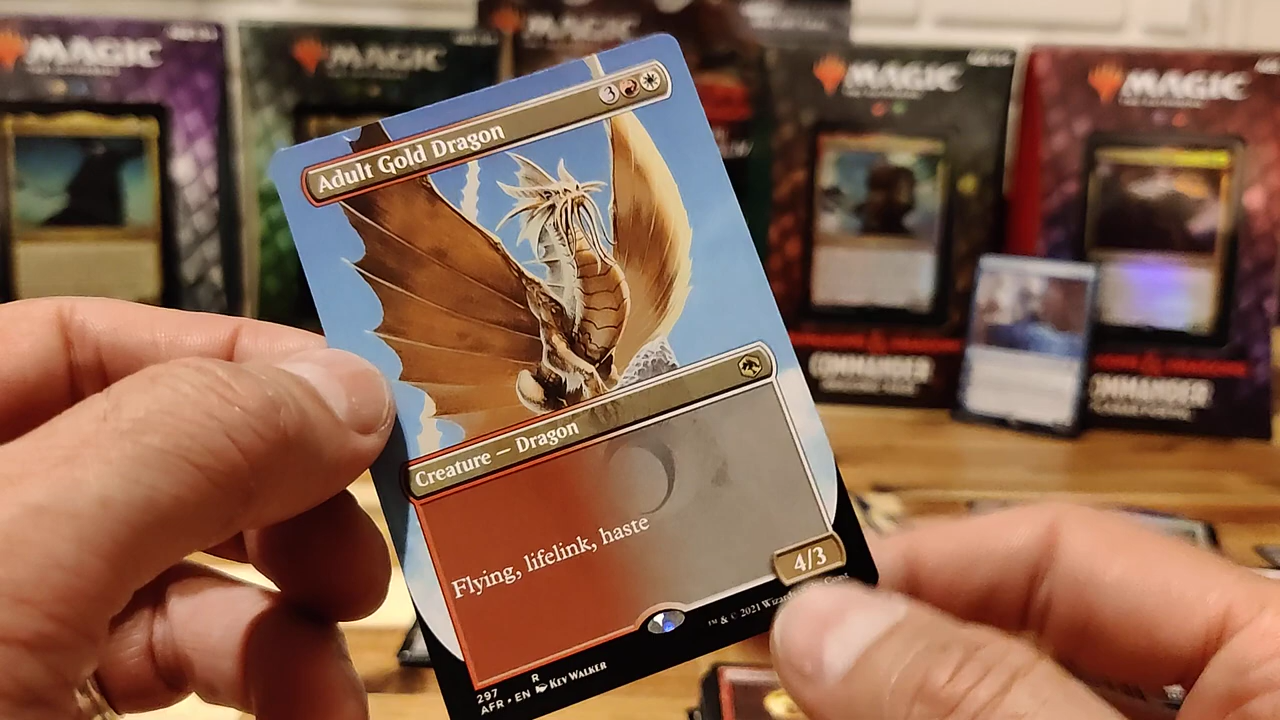 MAGIC
MAGIC
MAGIC
MAGIC
MAGIC
3
Adult Gold Dragon
Creature — Dragon
Flying, lifelink, haste
4/3
297 R
AFR • EN KEV WALKER
™ & © 2021 Wizards
COMMANDER